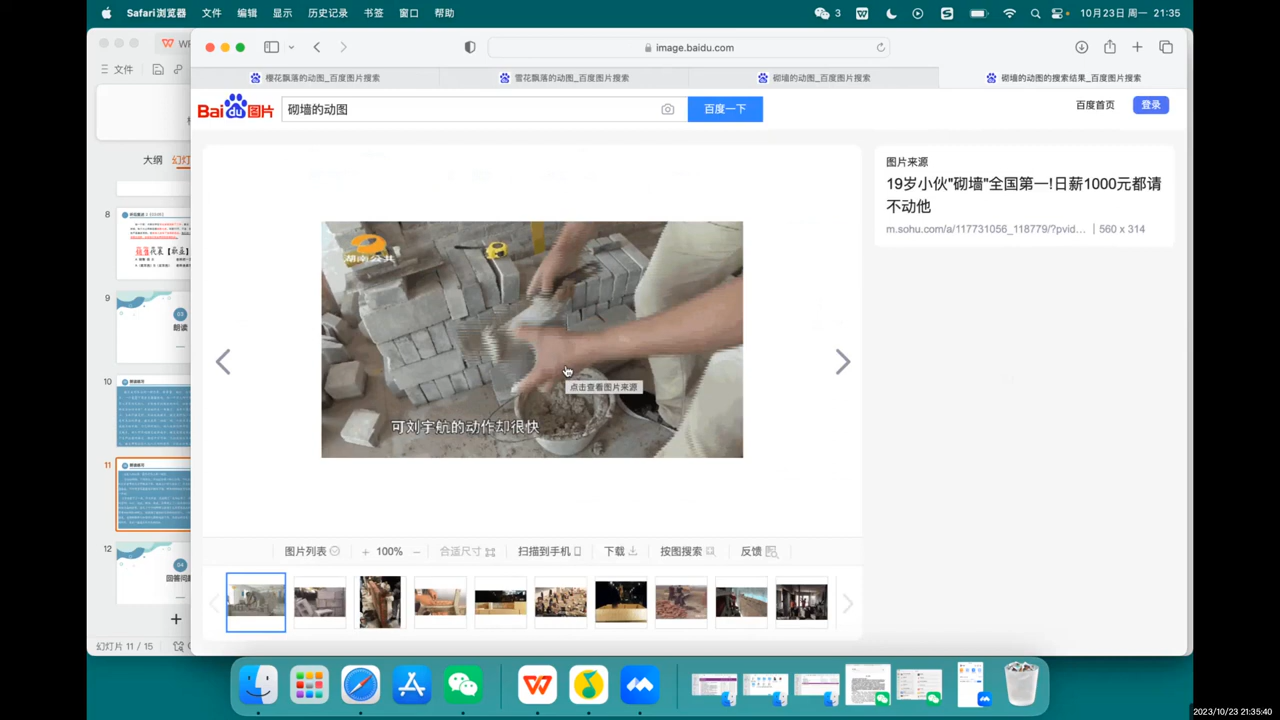 Safari浏览器 文件 编辑 显示 历史记录 书签 窗口 帮助 3 10月23日 周一 21:35
image.baidu.com
樱花飘落的动图_百度图片搜索 雪花飘落的动图_百度图片搜索 砌墙的动图_百度图片搜索 砌墙的动图的搜索结果_百度图片搜索
文件
Bai du 图片 砌墙的动图 百度一下 百度首页 登录
大纲 幻灯
图片来源
19岁小伙"砌墙"全国第一!日薪1000元都请
不动他
m.sohu.com/a/117731056_118779/?pvid... | 560 x 314
湖南公共
点击查看图片来源
可刘宇航的动作却很快
8
9
03
朗读
10
11
12
04
回答问
图片列表 + 100% − 合适尺寸 扫描到手机 下载 按图搜索 反馈
幻灯片 11 / 15
2023/10/23 21:35:40